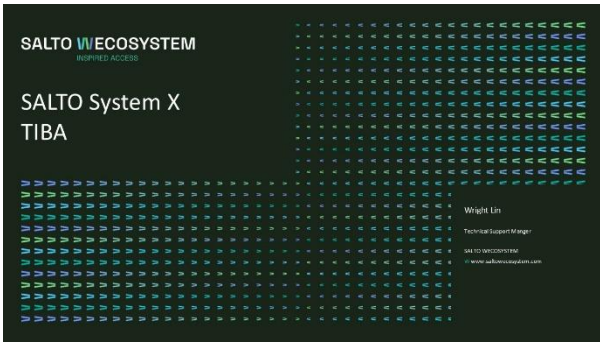 SALTO WECOSYSTEM
INSPIRED ACCESS
SALTO System X
TIBA
Wright Lin
Technical Support Manger
SALTO WECOSYSTEM
W www.saltowecosystem.com